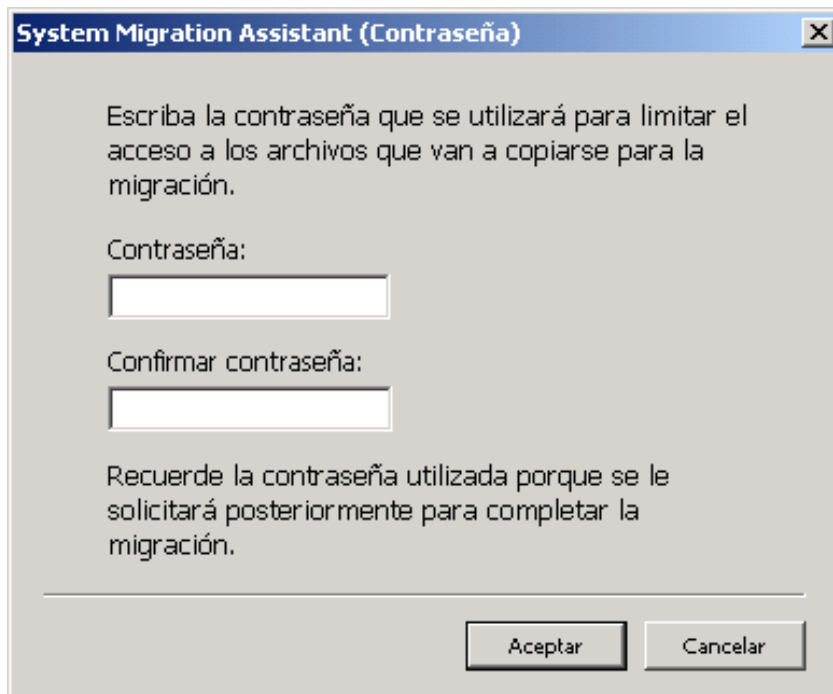 System Migration Assistant (Contraseña)
Escriba la contraseña que se utilizará para limitar el
acceso a los archivos que van a copiarse para la
migración.
Contraseña:
Confirmar contraseña:
Recuerde la contraseña utilizada porque se le
solicitará posteriormente para completar la
migración.
Aceptar
Cancelar